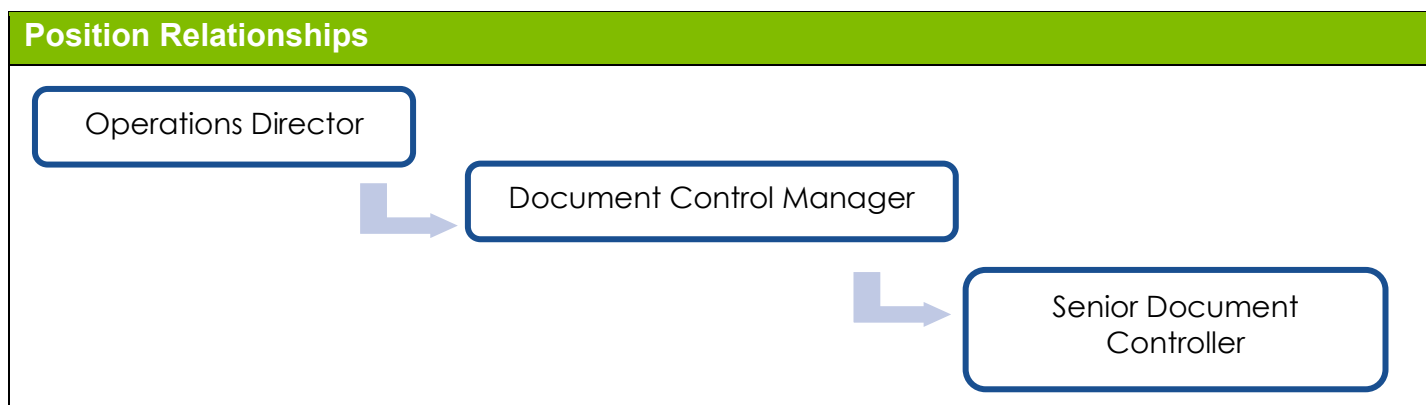 Position Relationships
Operations Director
Document Control Manager
Senior Document
Controller